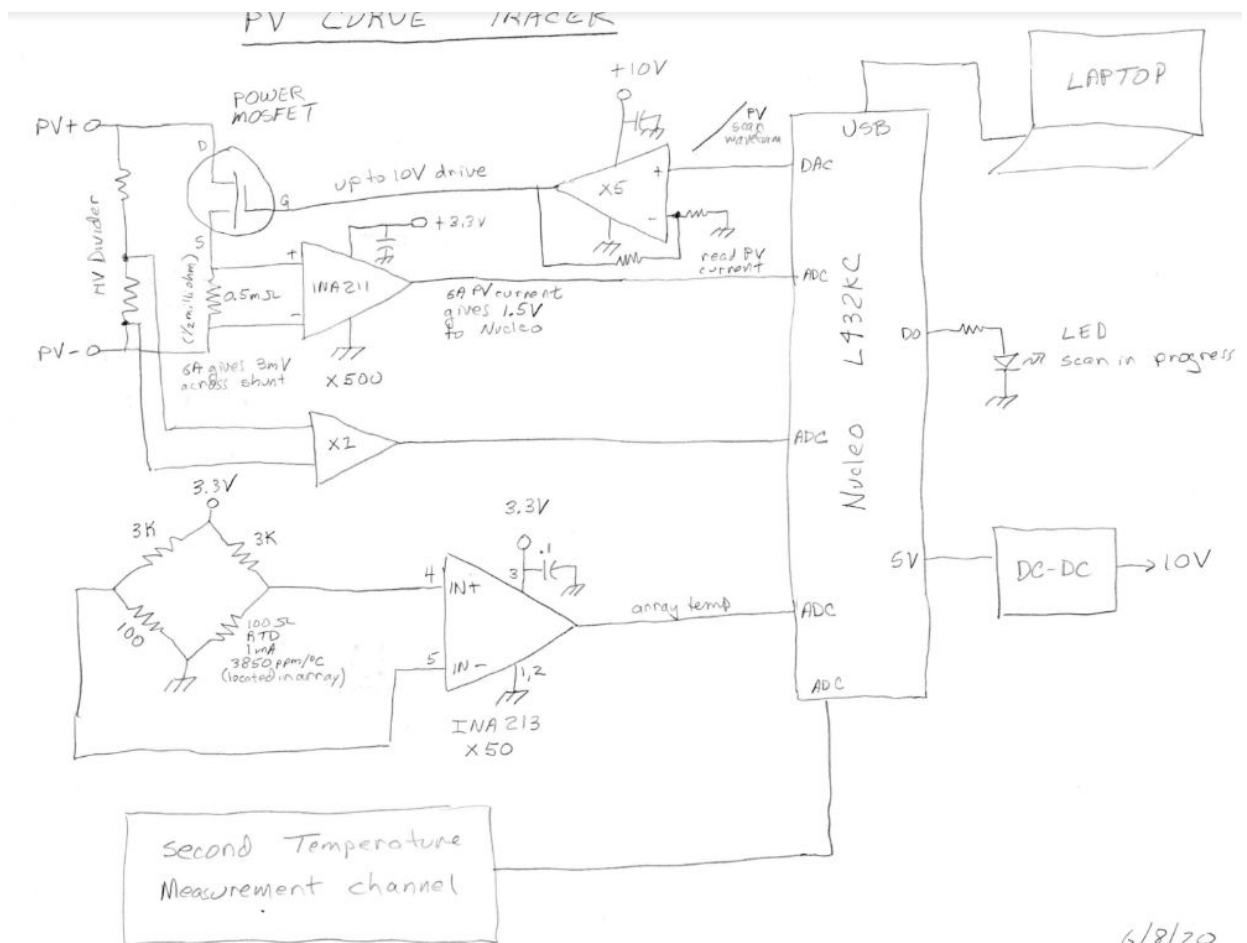 PV CURVE TRACER
+10V
POWER
MOSFET
PV+
D
G
S
up to 10V drive
X5
+
-
PV
scan
waveform
USB
DAC
LAPTOP
HV Divider
(1/2 milliohm)
0.5mΩ
+
-
INA211
+3.3V
X500
6A PV current
gives 1.5V
to Nucleo
read PV
current
ADC
PV-
6A gives 3mV
across shunt
Nucleo L432KC
DO
LED
scan in progress
X1
ADC
3.3V
3K
3K
100
100Ω
RTD
1mA
3850 ppm/°C
(located in array)
3.3V
.1
3
4
IN+
5
IN-
1,2
INA213
X50
array temp
ADC
5V
DC-DC
10V
ADC
Second Temperature
Measurement channel
6/8/20